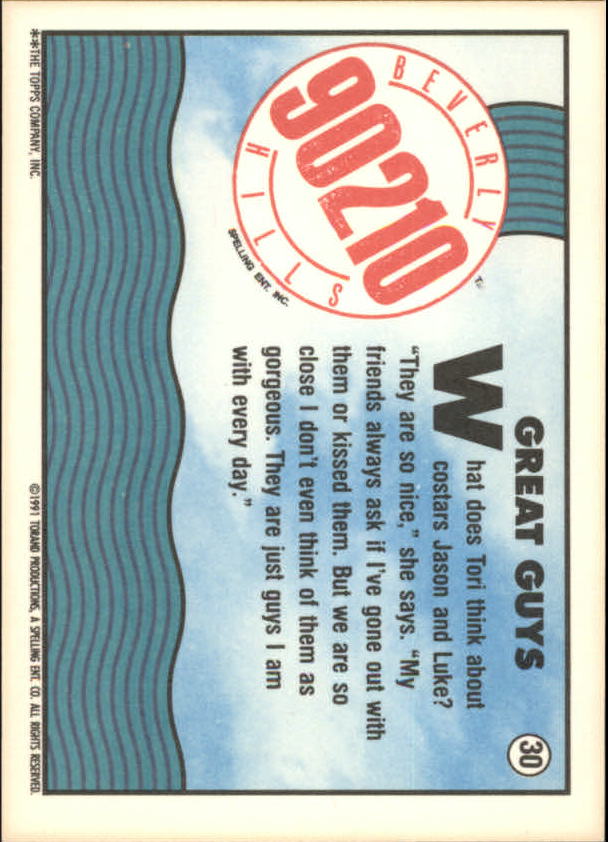 GREAT GUYS
30
What does Tori think about
costars Jason and Luke?
“They are so nice,” she says. “My
friends always ask if I've gone out with
them or kissed them. But we are so
close I don't even think of them as
gorgeous. They are just guys I am
with every day.”
BEVERLY
90210
HILLS
TM
SPELLING ENT. INC.
**THE TOPPS COMPANY, INC.
©1991 TORAND PRODUCTIONS, A SPELLING ENT. CO. ALL RIGHTS RESERVED.